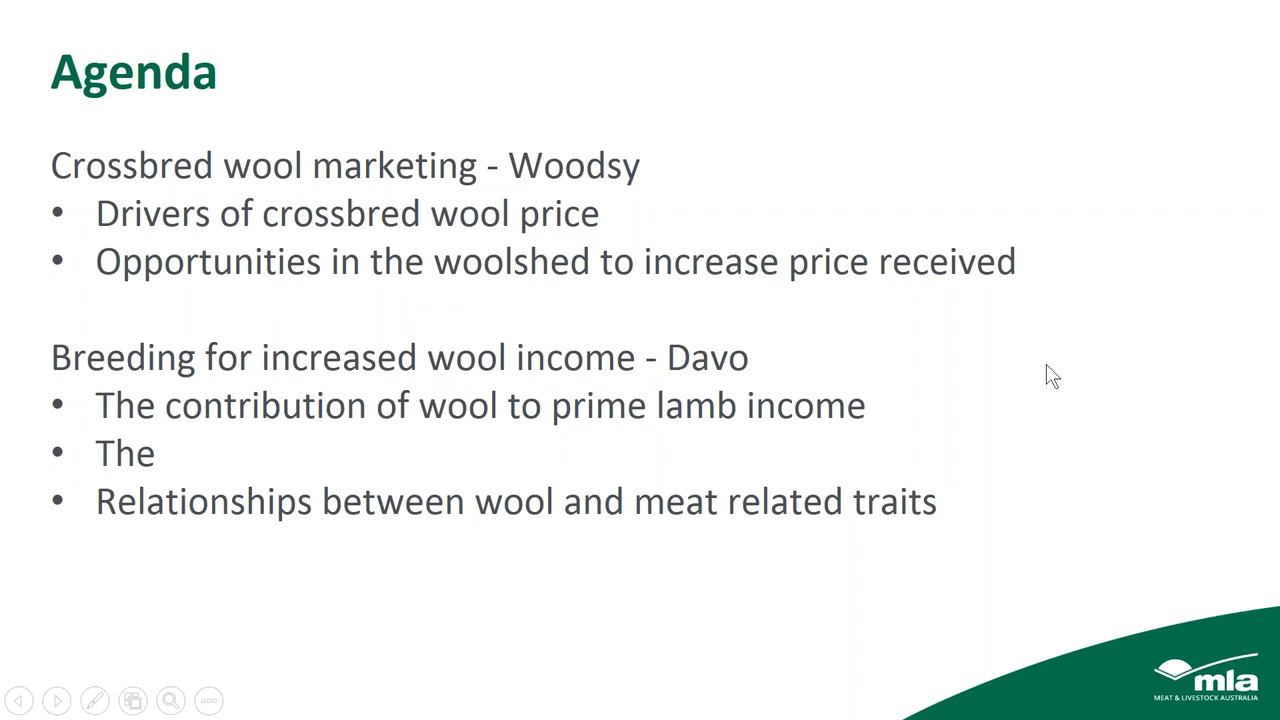 Agenda
Crossbred wool marketing - Woodsy
• Drivers of crossbred wool price
• Opportunities in the woolshed to increase price received
Breeding for increased wool income - Davo
• The contribution of wool to prime lamb income
• The
• Relationships between wool and meat related traits
mla
MEAT & LIVESTOCK AUSTRALIA